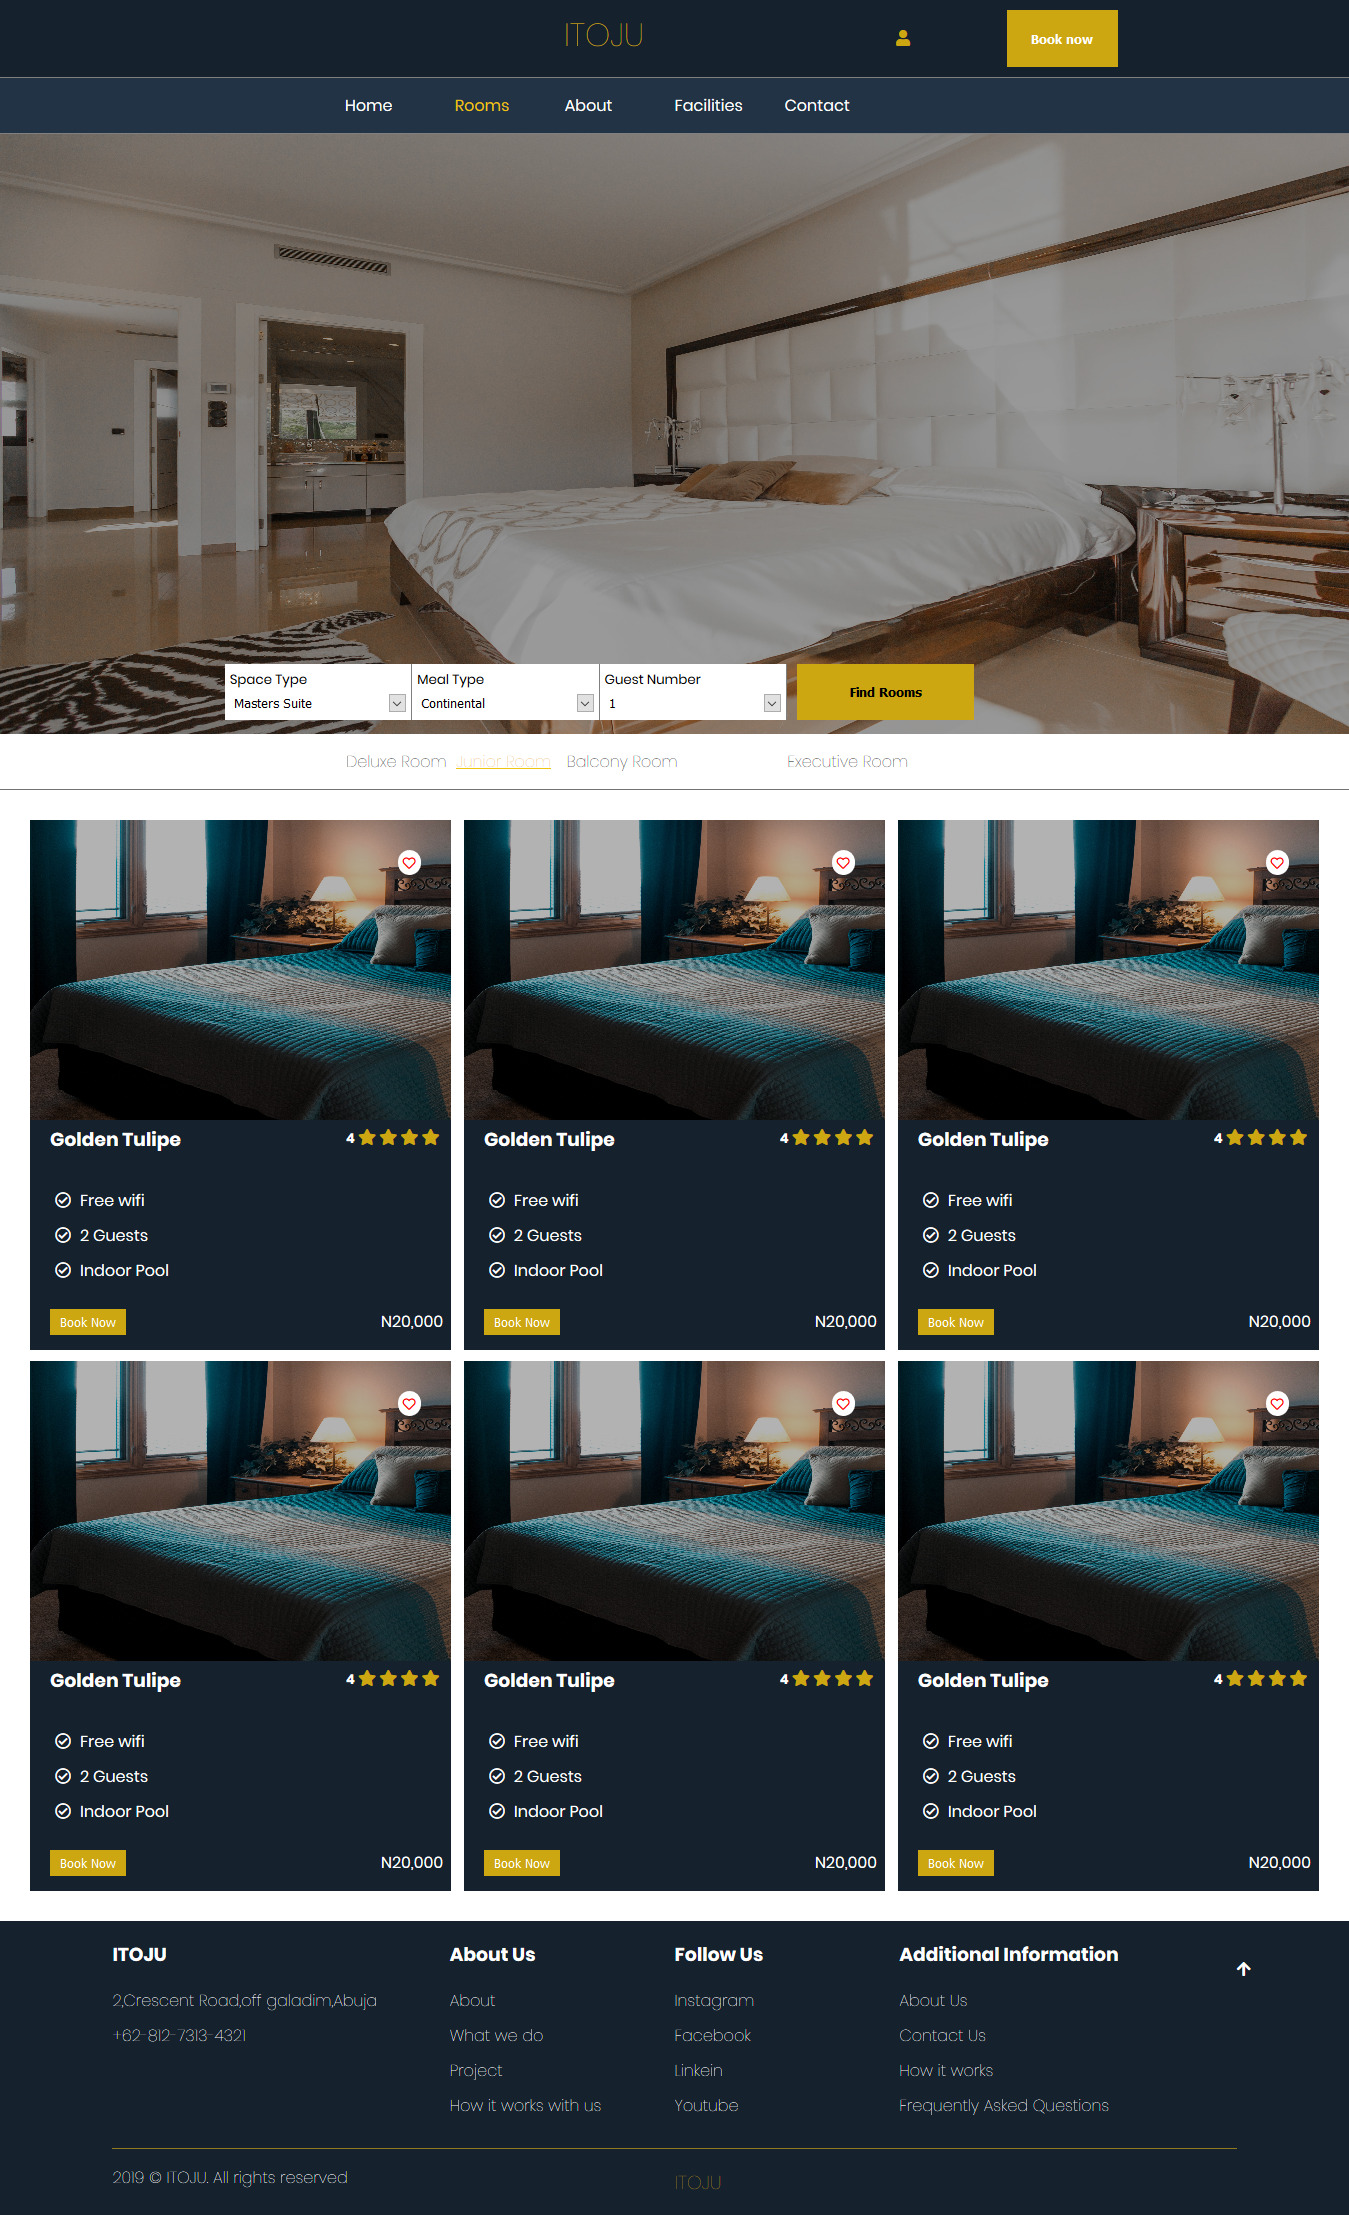 ITOJU
Book now
Home Rooms About Facilities Contact
Space Type Meal Type Guest Number
Masters Suite Continental 1
Find Rooms
Deluxe Room Junior Room Balcony Room Executive Room
Golden Tulipe 4 Golden Tulipe 4 Golden Tulipe 4
Free wifi Free wifi Free wifi
2 Guests 2 Guests 2 Guests
Indoor Pool Indoor Pool Indoor Pool
Book Now N20,000 Book Now N20,000 Book Now N20,000
Golden Tulipe 4 Golden Tulipe 4 Golden Tulipe 4
Free wifi Free wifi Free wifi
2 Guests 2 Guests 2 Guests
Indoor Pool Indoor Pool Indoor Pool
Book Now N20,000 Book Now N20,000 Book Now N20,000
ITOJU About Us Follow Us Additional Information
2,Crescent Road,off galadim,Abuja About Instagram About Us
+62-812-7313-4321 What we do Facebook Contact Us
Project Linkein How it works
How it works with us Youtube Frequently Asked Questions
2019 © ITOJU. All rights reserved ITOJU